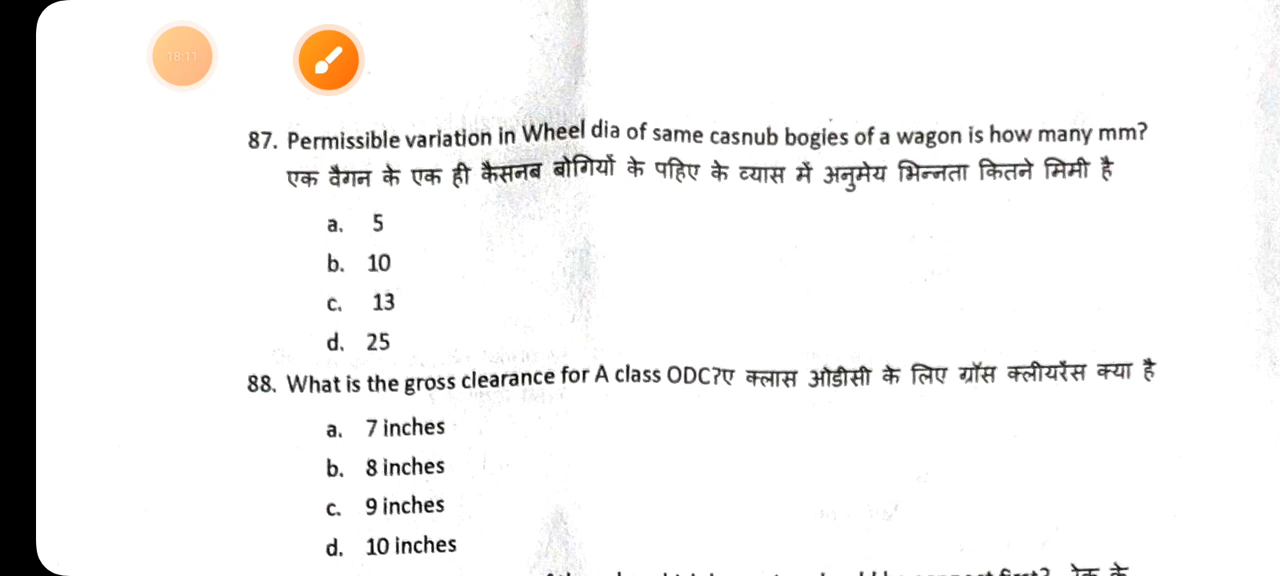 18:11
87. Permissible variation in Wheel dia of same casnub bogies of a wagon is how many mm?
एक वैगन के एक ही कैसनब बोगियों के पहिए के व्यास में अनुमेय भिन्नता कितने मिमी है
a. 5
b. 10
c. 13
d. 25
88. What is the gross clearance for A class ODC?ए क्लास ओडीसी के लिए ग्रॉस क्लीयरेंस क्या है
a. 7 inches
b. 8 inches
c. 9 inches
d. 10 inches